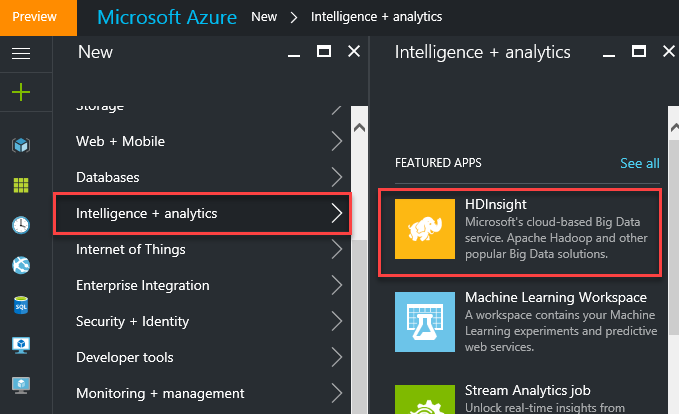 Preview
Microsoft Azure New > Intelligence + analytics
New
Storage
Web + Mobile
Databases
Intelligence + analytics
Internet of Things
Enterprise Integration
Security + Identity
Developer tools
Monitoring + management
Intelligence + analytics
FEATURED APPS
See all
HDInsight
Microsoft's cloud-based Big Data
service. Apache Hadoop and other
popular Big Data solutions.
Machine Learning Workspace
A workspace contains your Machine
Learning experiments and predictive
web services.
Stream Analytics job
Unlock real-time insights from
SQL